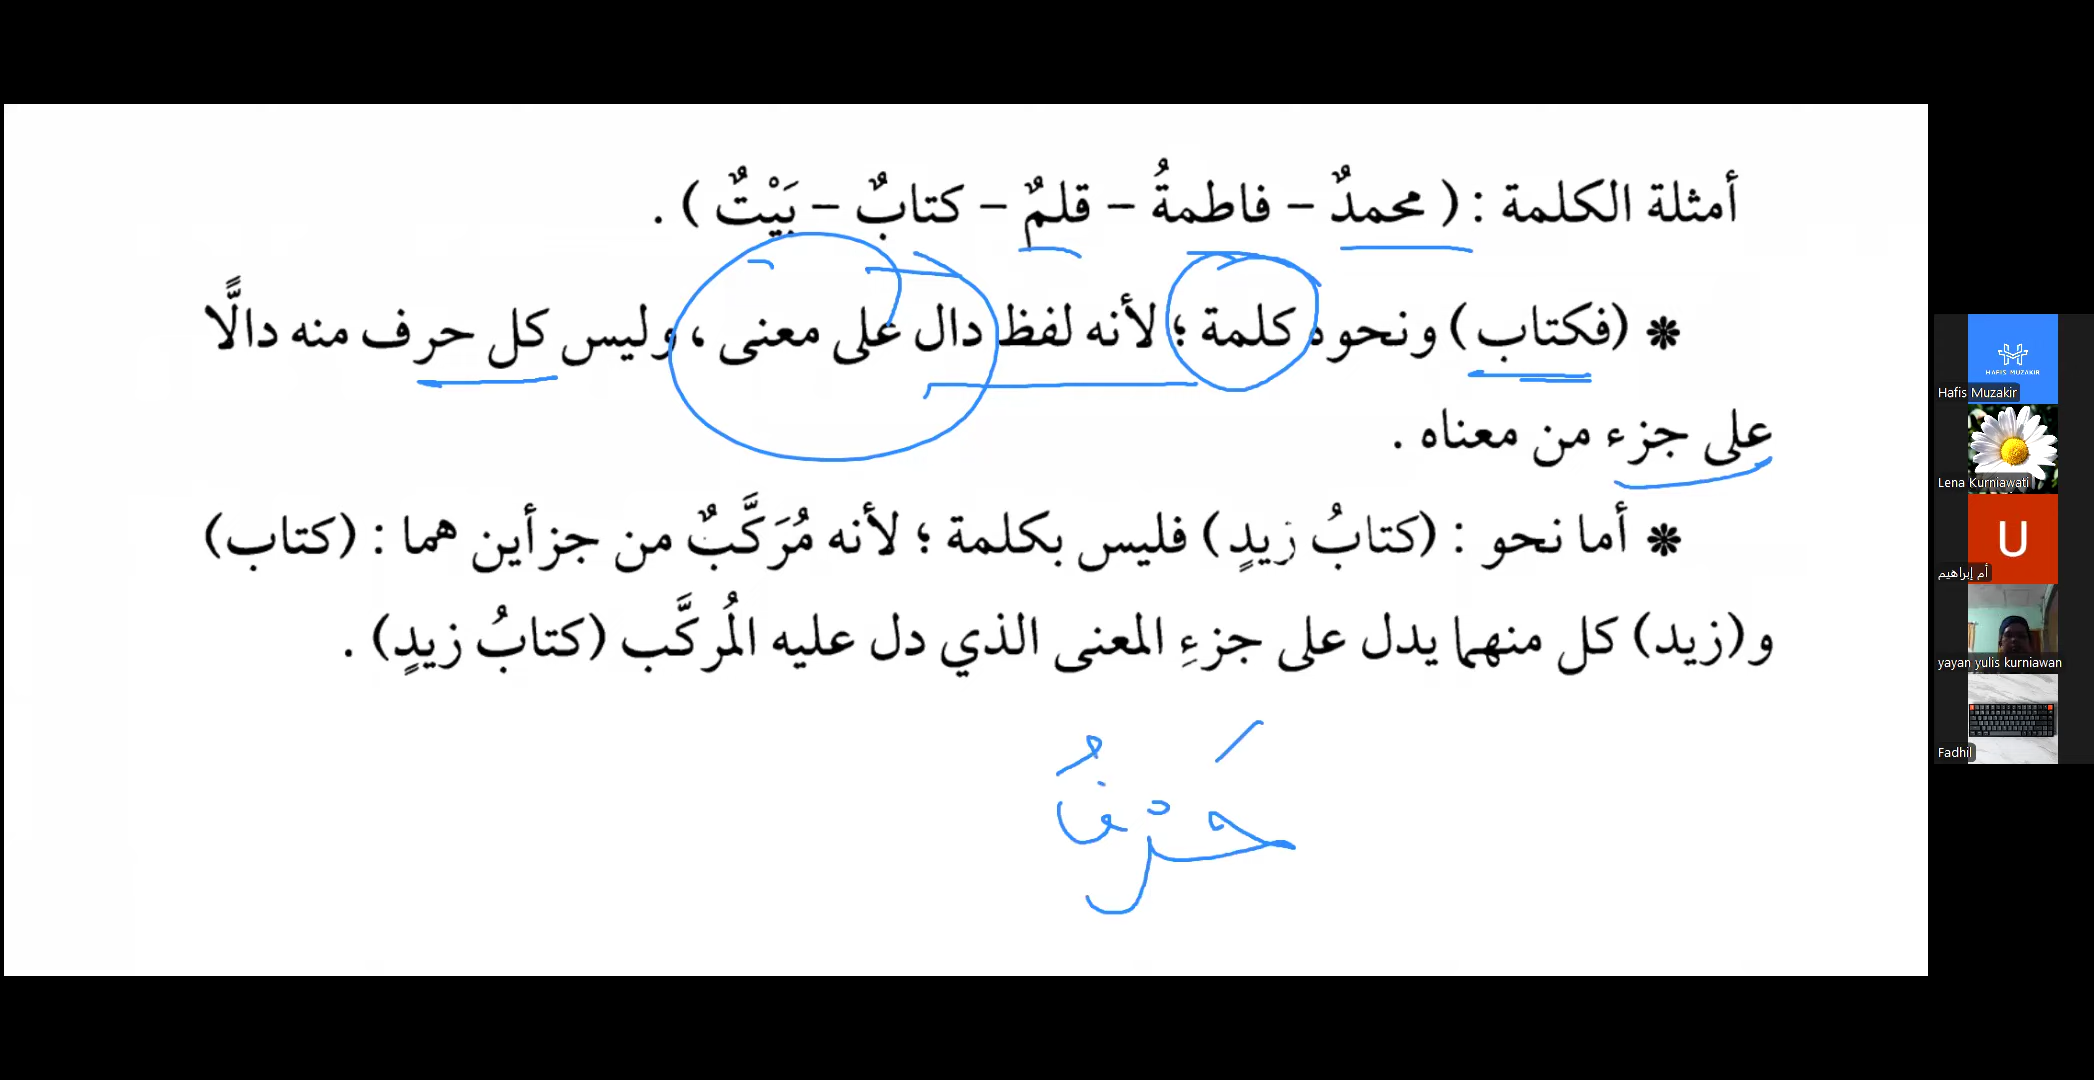 أمثلة الكلمة : ( محمدٌ – فاطمةُ – قلمٌ – كتابٌ – بَيْتٌ ) .
❋ (فكتاب) ونحوه كلمة ؛ لأنه لفظ دال على معنى ، وليس كل حرف منه دالًّا
على جزء من معناه .
❋ أما نحو : (كتابُ زيدٍ) فليس بكلمة ؛ لأنه مُرَكَّبٌ من جزأين هما : (كتاب)
و(زيد) كل منهما يدل على جزءِ المعنى الذي دل عليه المُركَّب (كتابُ زيدٍ) .
حَرْفُ
HAFIS MUZAKIR
Hafis Muzakir
Lena Kurniawati
U
أم إبراهيم
yayan yulis kurniawan
Fadhil